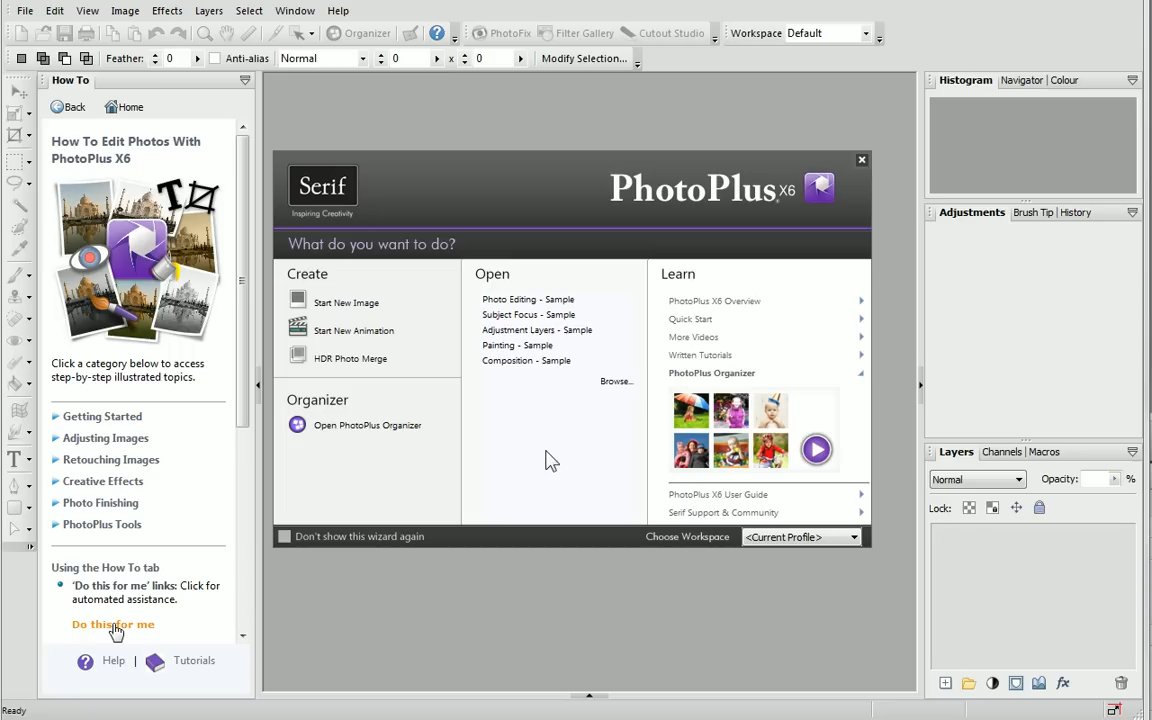 File Edit View Image Effects Layers Select Window Help
Organizer ? PhotoFix Filter Gallery Cutout Studio Workspace Default
Feather: 0 Anti-alias Normal 0 x 0 Modify Selection...
How To
Back Home
How To Edit Photos With
PhotoPlus X6
T
Click a category below to access
step-by-step illustrated topics.
Getting Started
Adjusting Images
Retouching Images
Creative Effects
Photo Finishing
PhotoPlus Tools
Using the How To tab
'Do this for me' links: Click for
automated assistance.
Do this for me
? Help | Tutorials
T
Serif
Inspiring Creativity
PhotoPlus X6
What do you want to do?
Create
Start New Image
Start New Animation
HDR Photo Merge
Organizer
Open PhotoPlus Organizer
Open
Photo Editing - Sample
Subject Focus - Sample
Adjustment Layers - Sample
Painting - Sample
Composition - Sample
Browse...
Learn
PhotoPlus X6 Overview
Quick Start
More Videos
Written Tutorials
PhotoPlus Organizer
PhotoPlus X6 User Guide
Serif Support & Community
Don't show this wizard again
Choose Workspace <Current Profile>
Histogram Navigator | Colour
Adjustments Brush Tip | History
Layers Channels | Macros
Normal Opacity: %
Lock:
fx
Ready